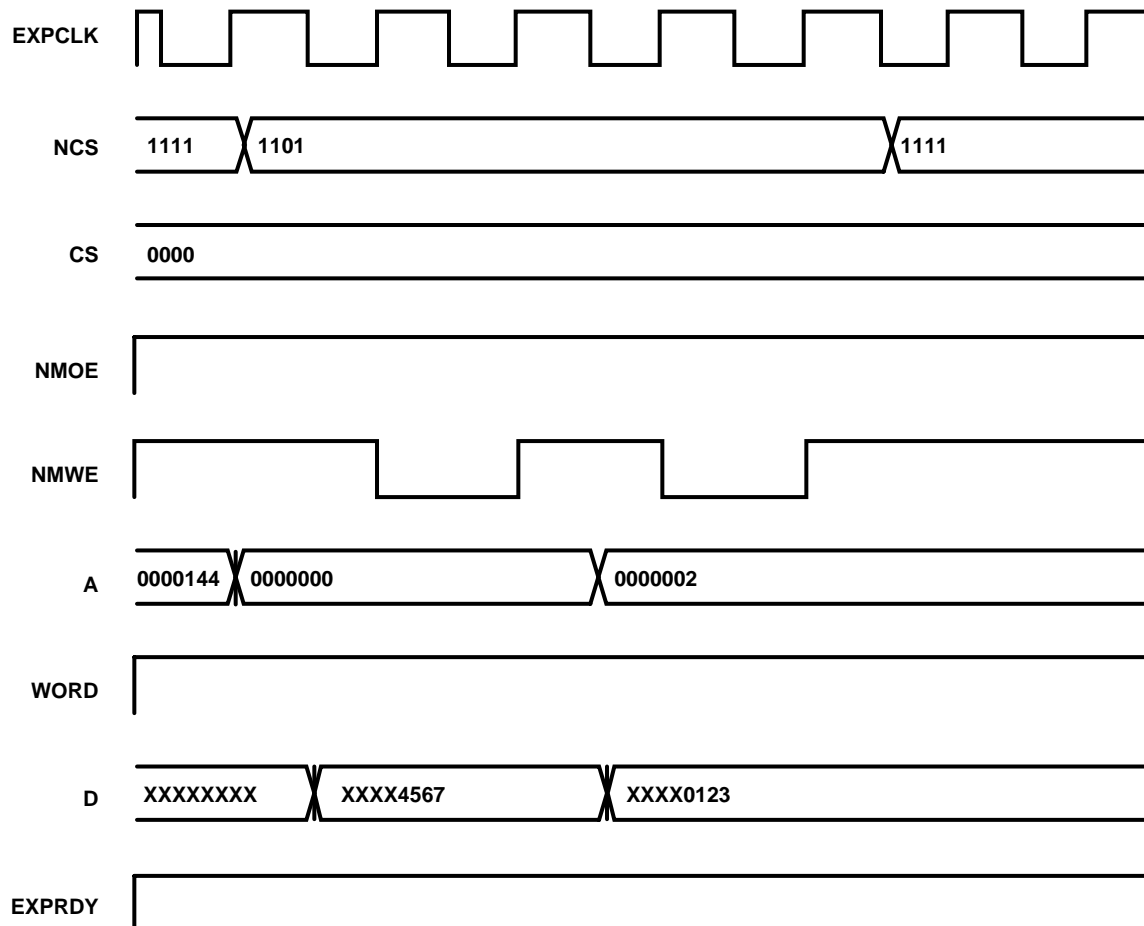 EXPCLK
NCS 1111 1101 1111
CS 0000
NMOE
NMWE
A 0000144 0000000 0000002
WORD
D XXXXXXXX XXXX4567 XXXX0123
EXPRDY